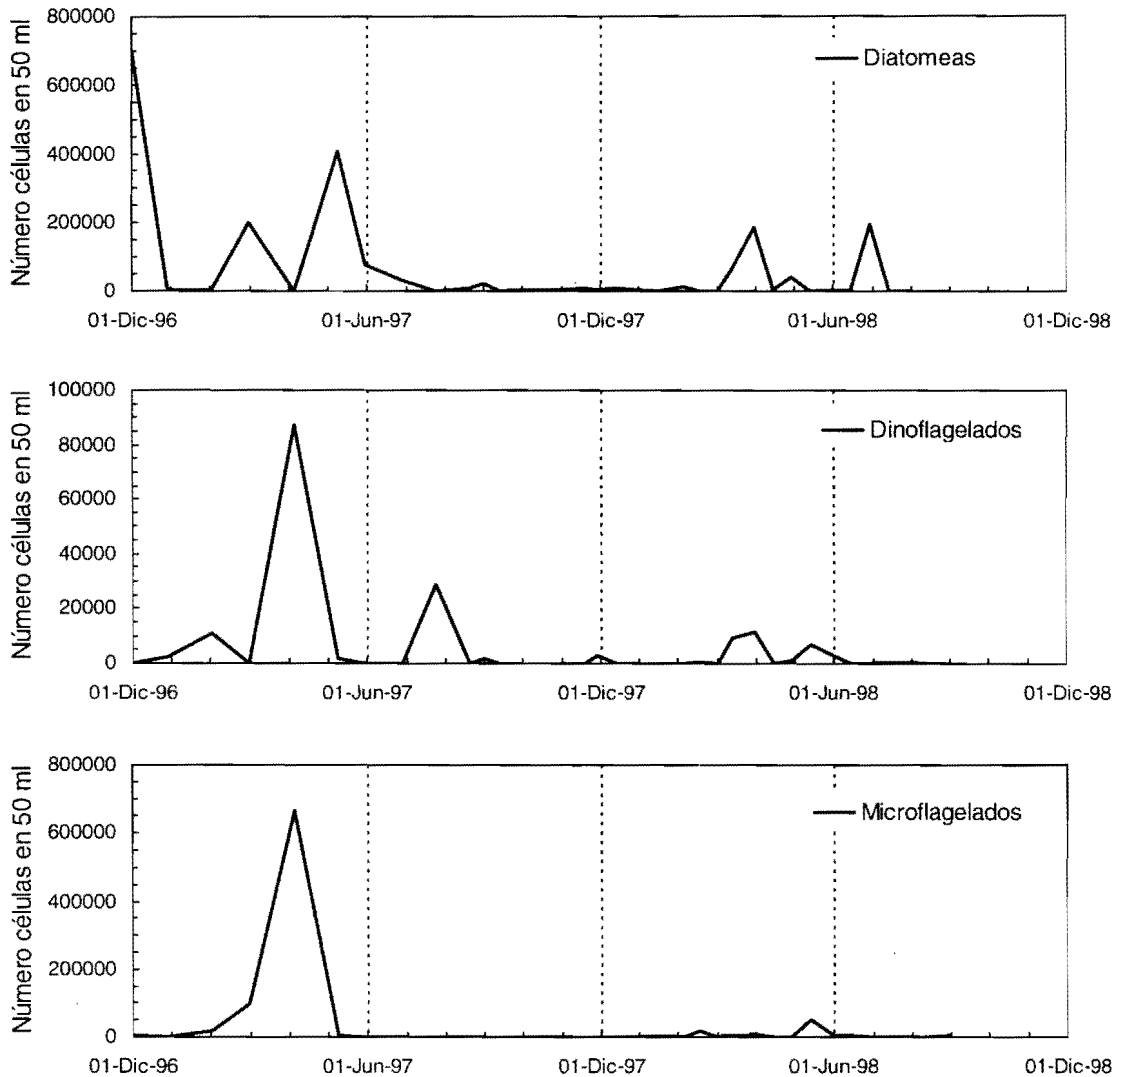 Número células en 50 ml
800000
600000
400000
200000
0
Diatomeas
01-Dic-96 01-Jun-97 01-Dic-97 01-Jun-98 01-Dic-98
Número células en 50 ml
100000
80000
60000
40000
20000
0
Dinoflagelados
01-Dic-96 01-Jun-97 01-Dic-97 01-Jun-98 01-Dic-98
Número células en 50 ml
800000
600000
400000
200000
0
Microflagelados
01-Dic-96 01-Jun-97 01-Dic-97 01-Jun-98 01-Dic-98